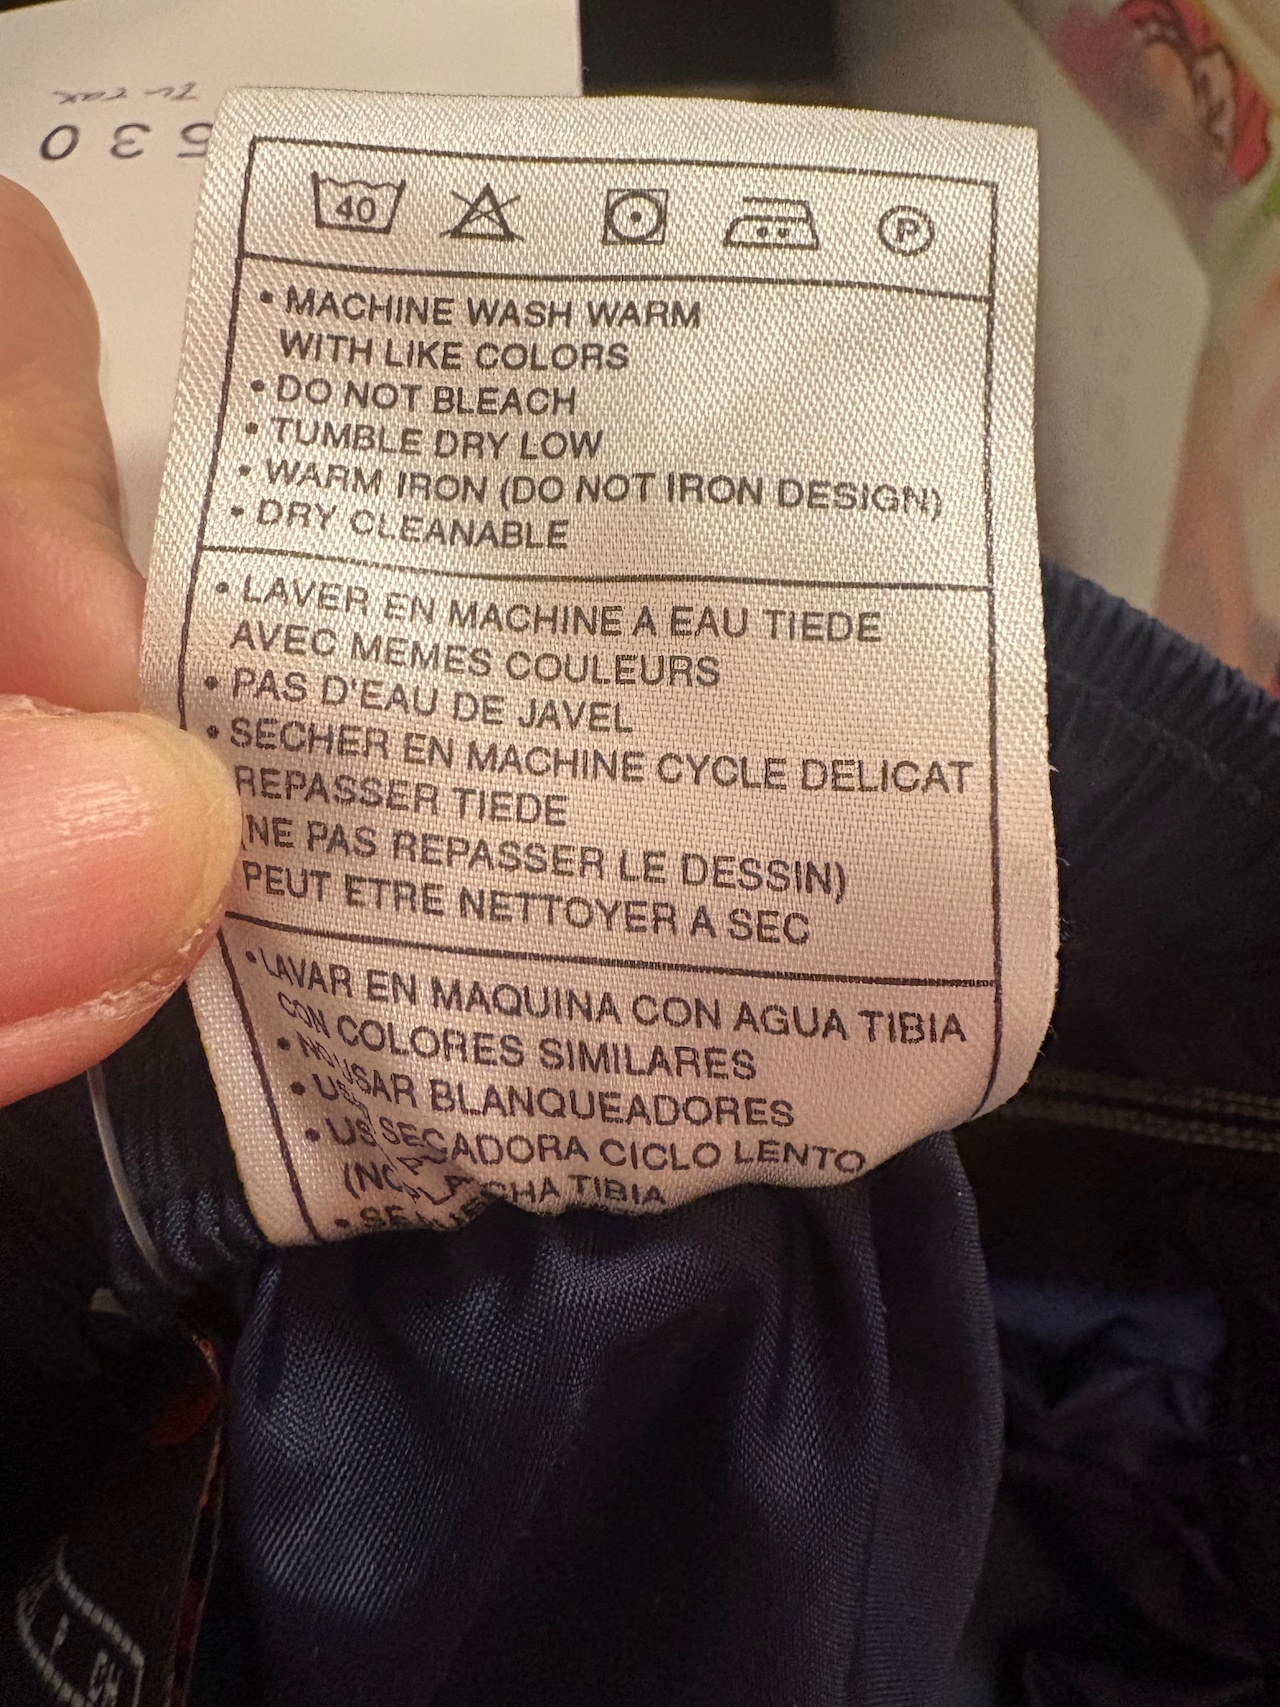 530
40
P
• MACHINE WASH WARM
WITH LIKE COLORS
• DO NOT BLEACH
• TUMBLE DRY LOW
• WARM IRON (DO NOT IRON DESIGN)
• DRY CLEANABLE
• LAVER EN MACHINE A EAU TIEDE
AVEC MEMES COULEURS
• PAS D'EAU DE JAVEL
• SECHER EN MACHINE CYCLE DELICAT
REPASSER TIEDE
(NE PAS REPASSER LE DESSIN)
PEUT ETRE NETTOYER A SEC
• LAVAR EN MAQUINA CON AGUA TIBIA
CON COLORES SIMILARES
• NO USAR BLANQUEADORES
• SECADORA CICLO LENTO
• TIBIA